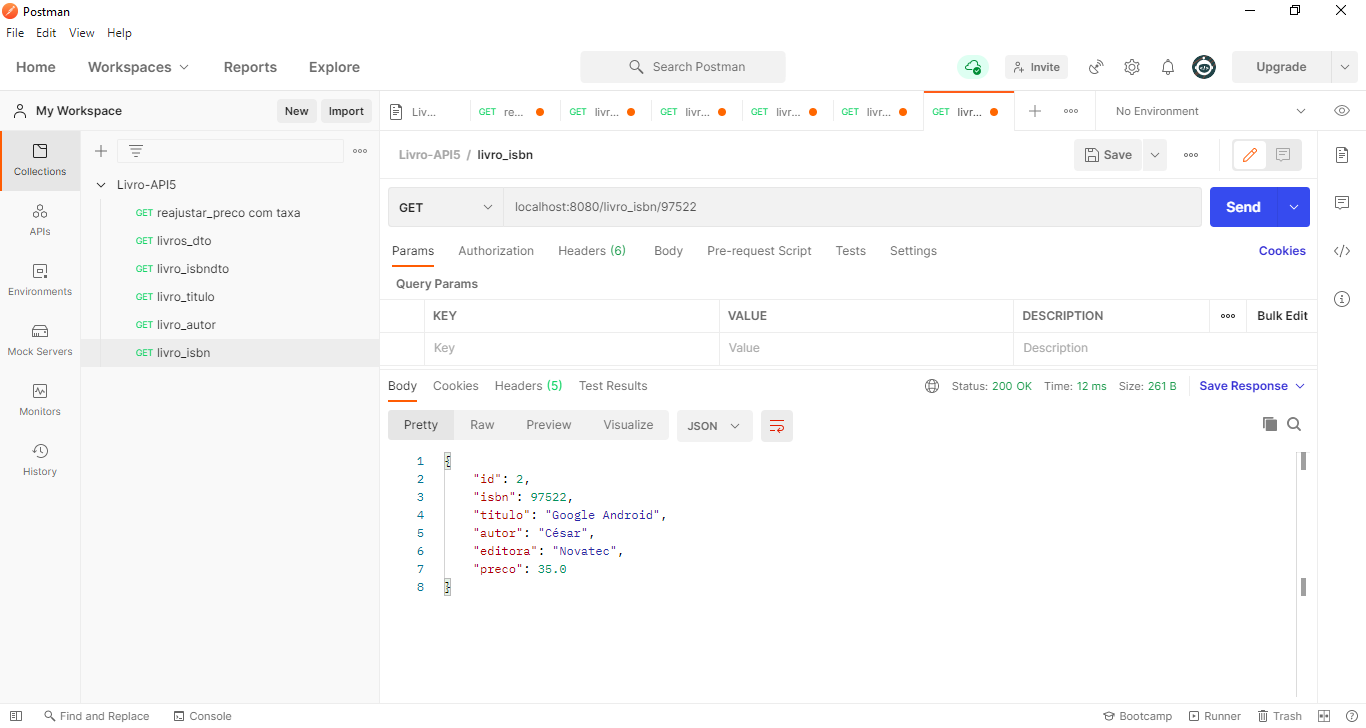 Postman
File Edit View Help
Home Workspaces Reports Explore Search Postman Invite Upgrade
My Workspace New Import
Liv... GET re... GET livr... GET livr... GET livr... GET livr... GET livr... No Environment
Collections
APIs
Environments
Mock Servers
Monitors
History
Livro-API5
GET reajustar_preco com taxa
GET livros_dto
GET livro_isbndto
GET livro_titulo
GET livro_autor
GET livro_isbn
Livro-API5 / livro_isbn Save
GET localhost:8080/livro_isbn/97522 Send
Params Authorization Headers (6) Body Pre-request Script Tests Settings Cookies
Query Params
KEY VALUE DESCRIPTION Bulk Edit
Key Value Description
Body Cookies Headers (5) Test Results Status: 200 OK Time: 12 ms Size: 261 B Save Response
Pretty Raw Preview Visualize JSON
1 {
2 "id": 2,
3 "isbn": 97522,
4 "titulo": "Google Android",
5 "autor": "César",
6 "editora": "Novatec",
7 "preco": 35.0
8 }
Find and Replace Console Bootcamp Runner Trash